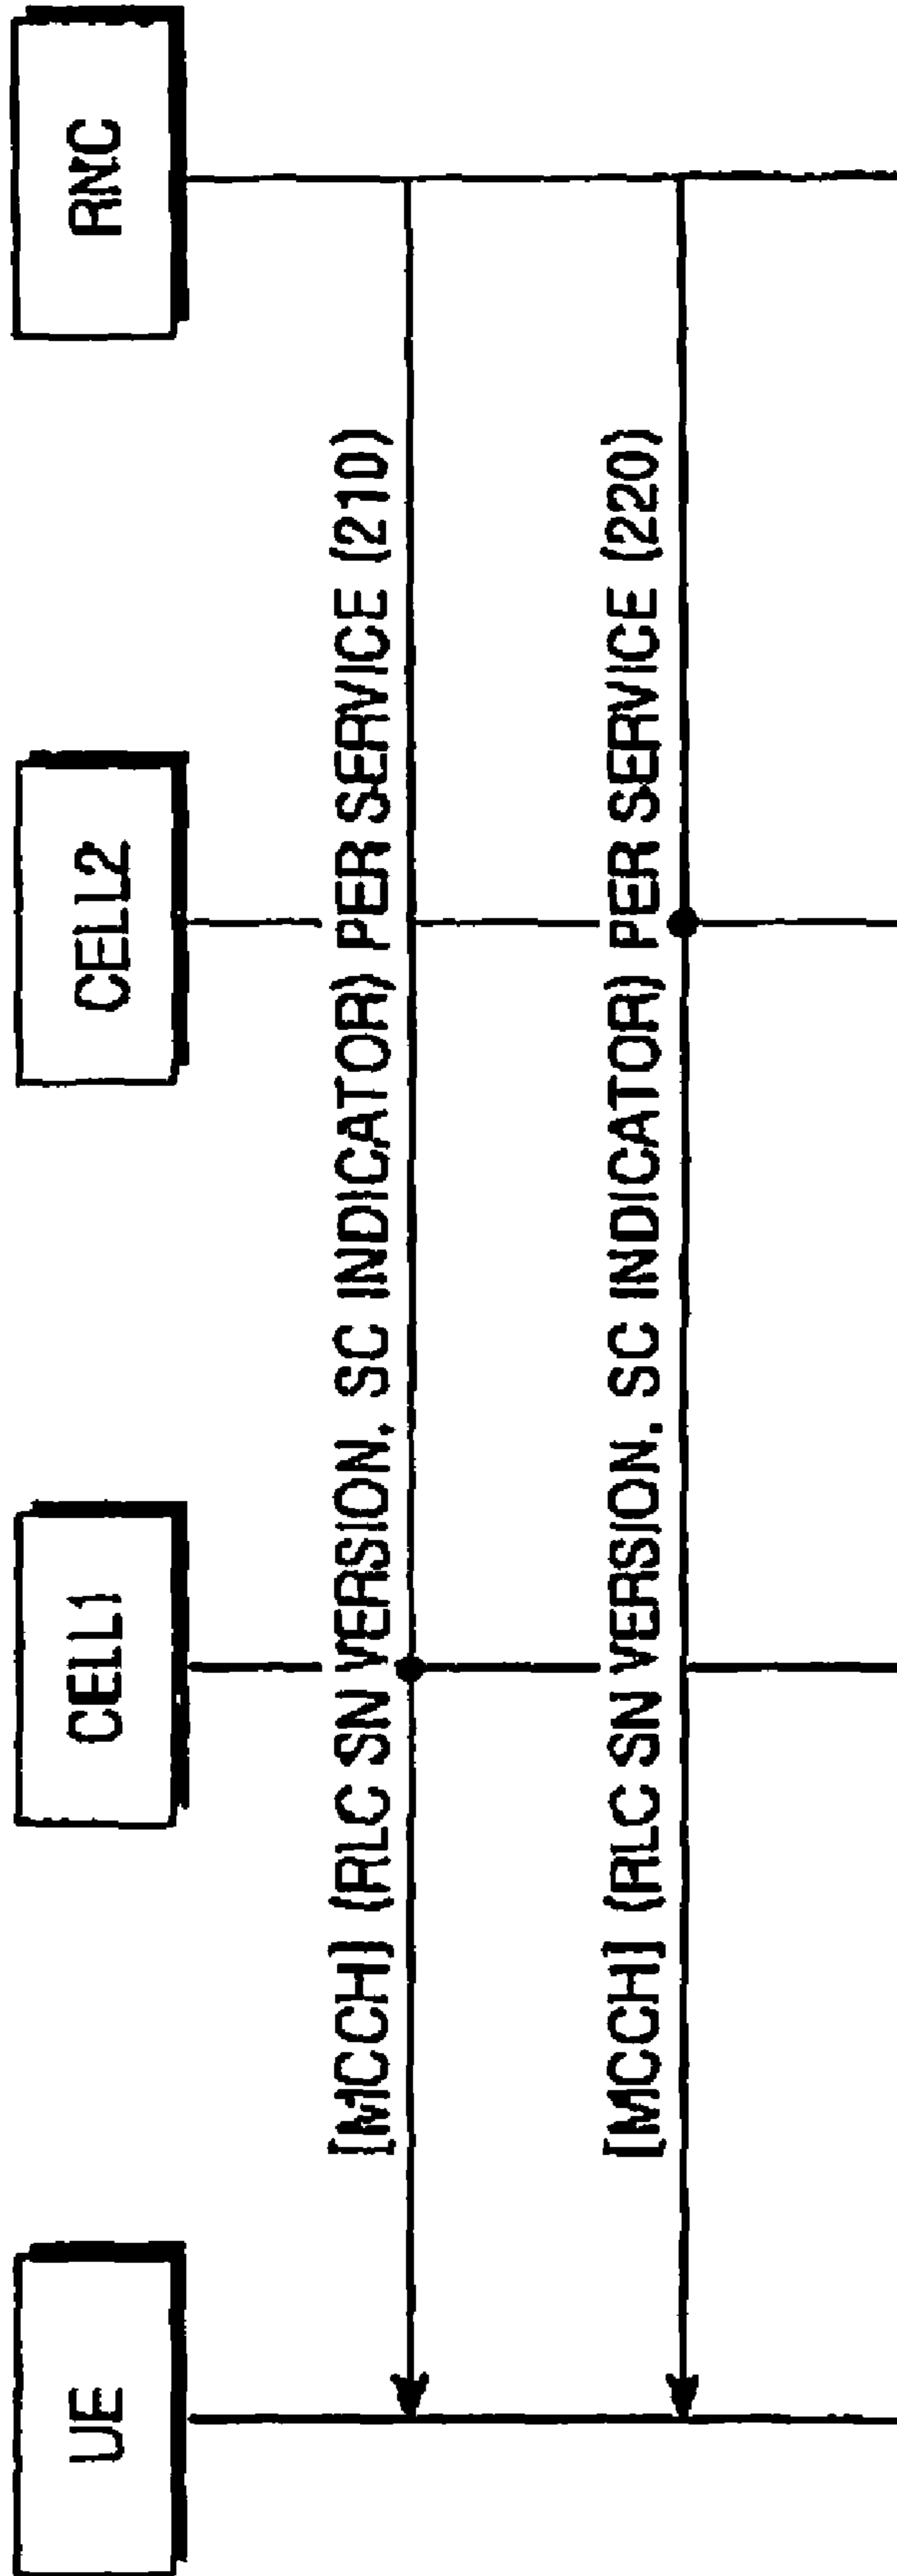 UE
CELL1
CELL2
RNC
[MCCH] (RLC SN VERSION, SC INDICATOR) PER SERVICE (210)
[MCCH] (RLC SN VERSION, SC INDICATOR) PER SERVICE (220)